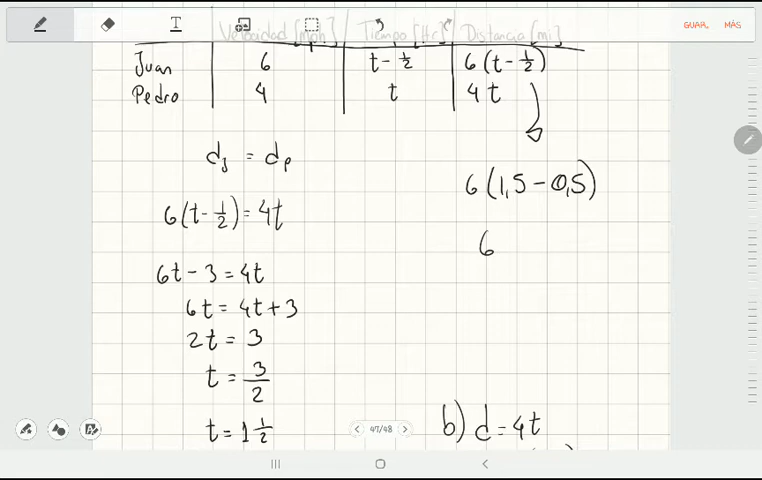 GUAR. MÁS
Velocidad [mph] Tiempo [Hr] Distancia [mi]
Juan 6 t - 1/2 6(t - 1/2)
Pedro 4 t 4t
dJ = dP
6(1,5 - 0,5)
6(t - 1/2) = 4t
6
6t - 3 = 4t
6t = 4t + 3
2t = 3
t = 3/2
t = 1 1/2
47/48
b) d = 4t